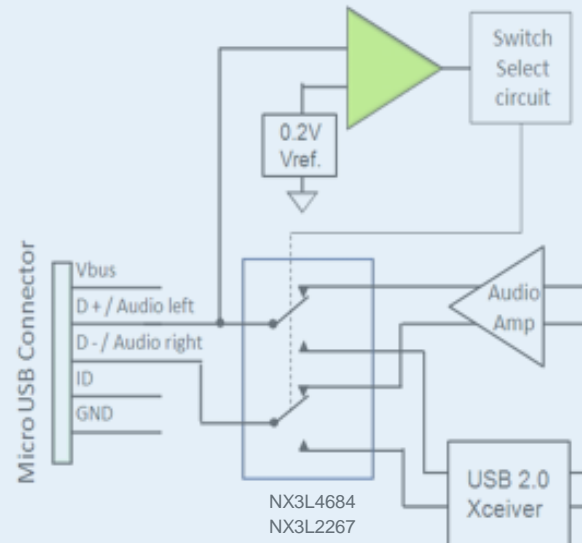 Switch
Select
circuit
0.2V
Vref.
Micro USB Connector
Vbus
D+ / Audio left
D- / Audio right
ID
GND
Audio
Amp
USB 2.0
Xceiver
NX3L4684
NX3L2267